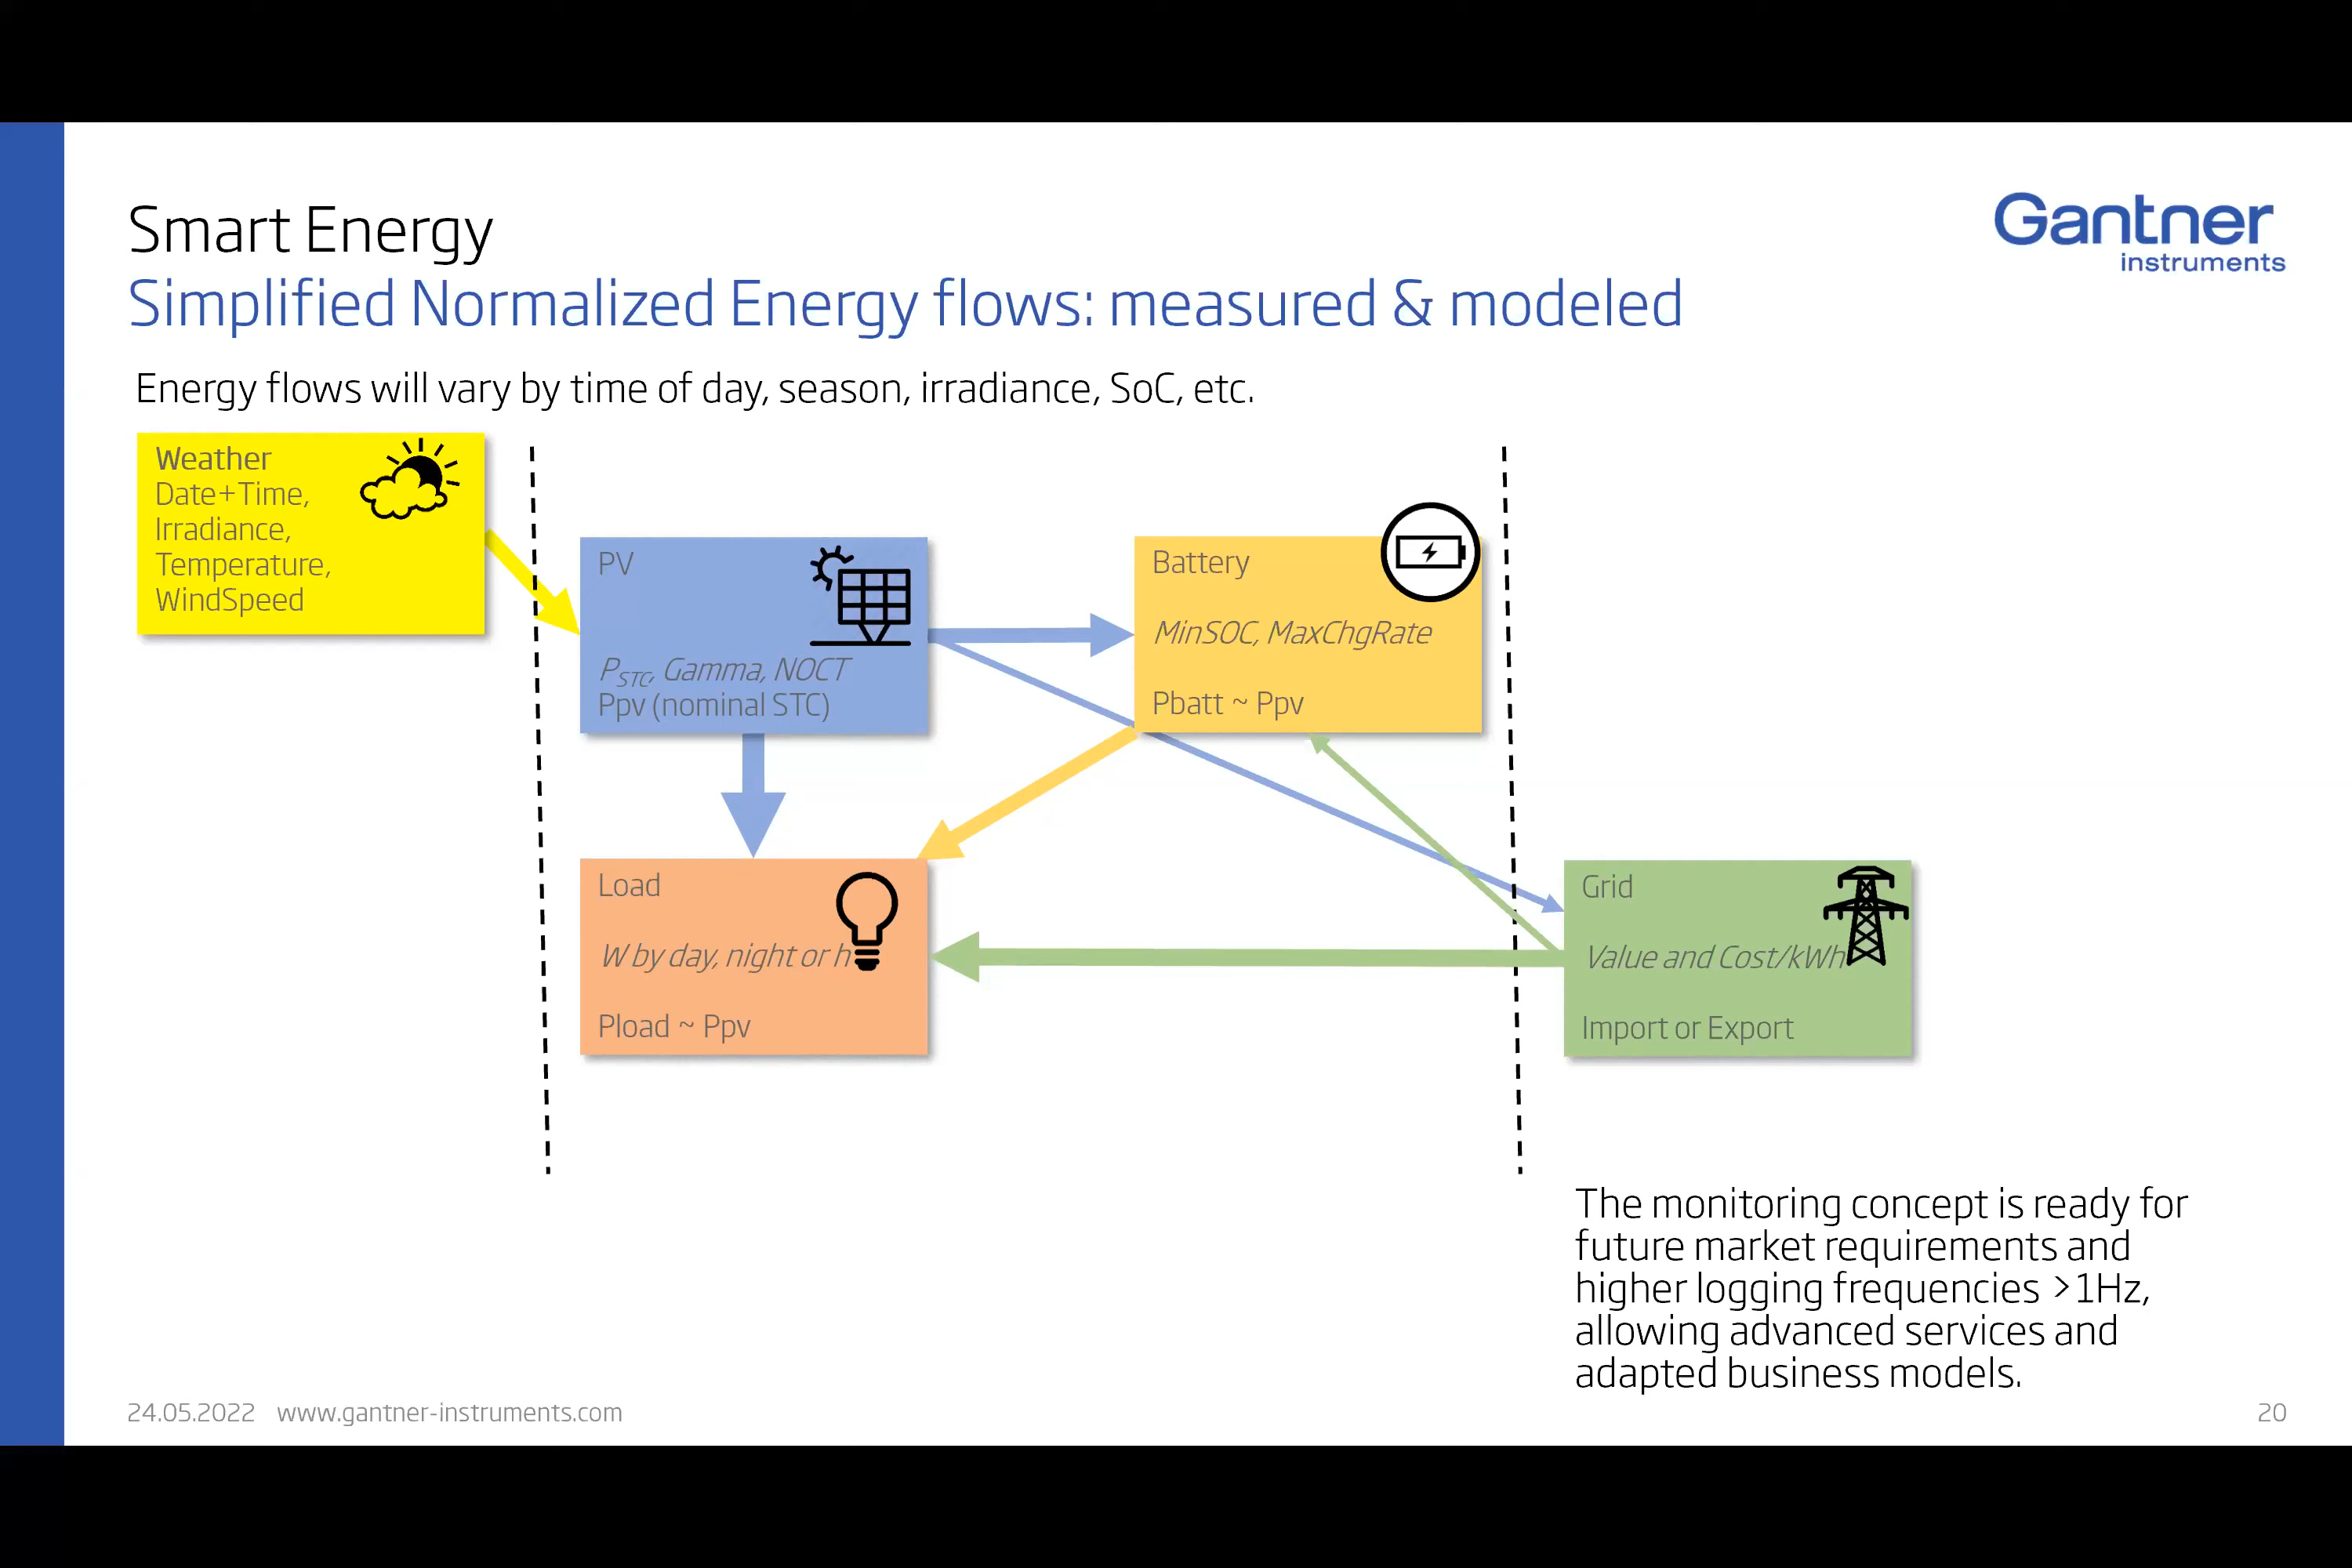 Smart Energy
Gantner
instruments
Simplified Normalized Energy flows: measured & modeled
Energy flows will vary by time of day, season, irradiance, SoC, etc.
Weather
Date+Time,
Irradiance,
Temperature,
WindSpeed
PV
P_STC, Gamma, NOCT
Ppv (nominal STC)
Battery
MinSOC, MaxChgRate
Pbatt ~ Ppv
Load
W by day, night or h
Pload ~ Ppv
Grid
Value and Cost/kWh
Import or Export
The monitoring concept is ready for
future market requirements and
higher logging frequencies >1Hz,
allowing advanced services and
adapted business models.
24.05.2022 www.gantner-instruments.com
20